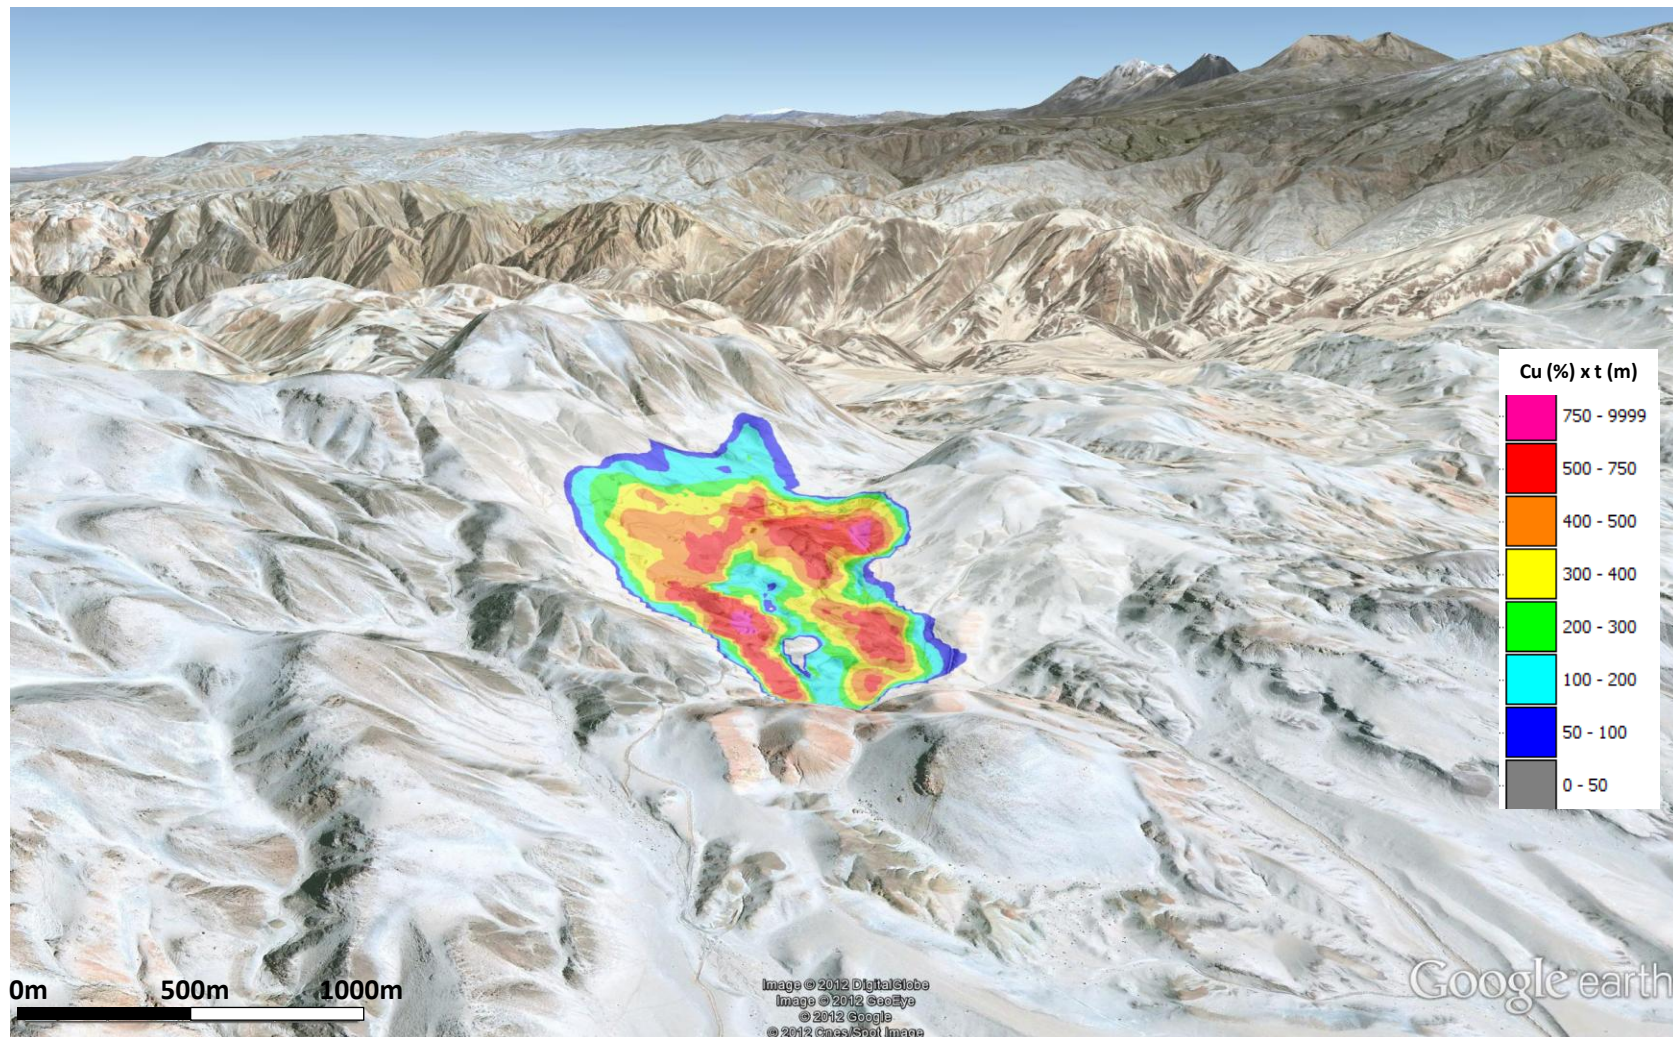 Cu (%) x t (m)
750 - 9999
500 - 750
400 - 500
300 - 400
200 - 300
100 - 200
50 - 100
0 - 50
0m 500m 1000m
Image © 2012 DigitalGlobe
Image © 2012 GeoEye
© 2012 Google
© 2012 Cnes/Spot Image
Google earth